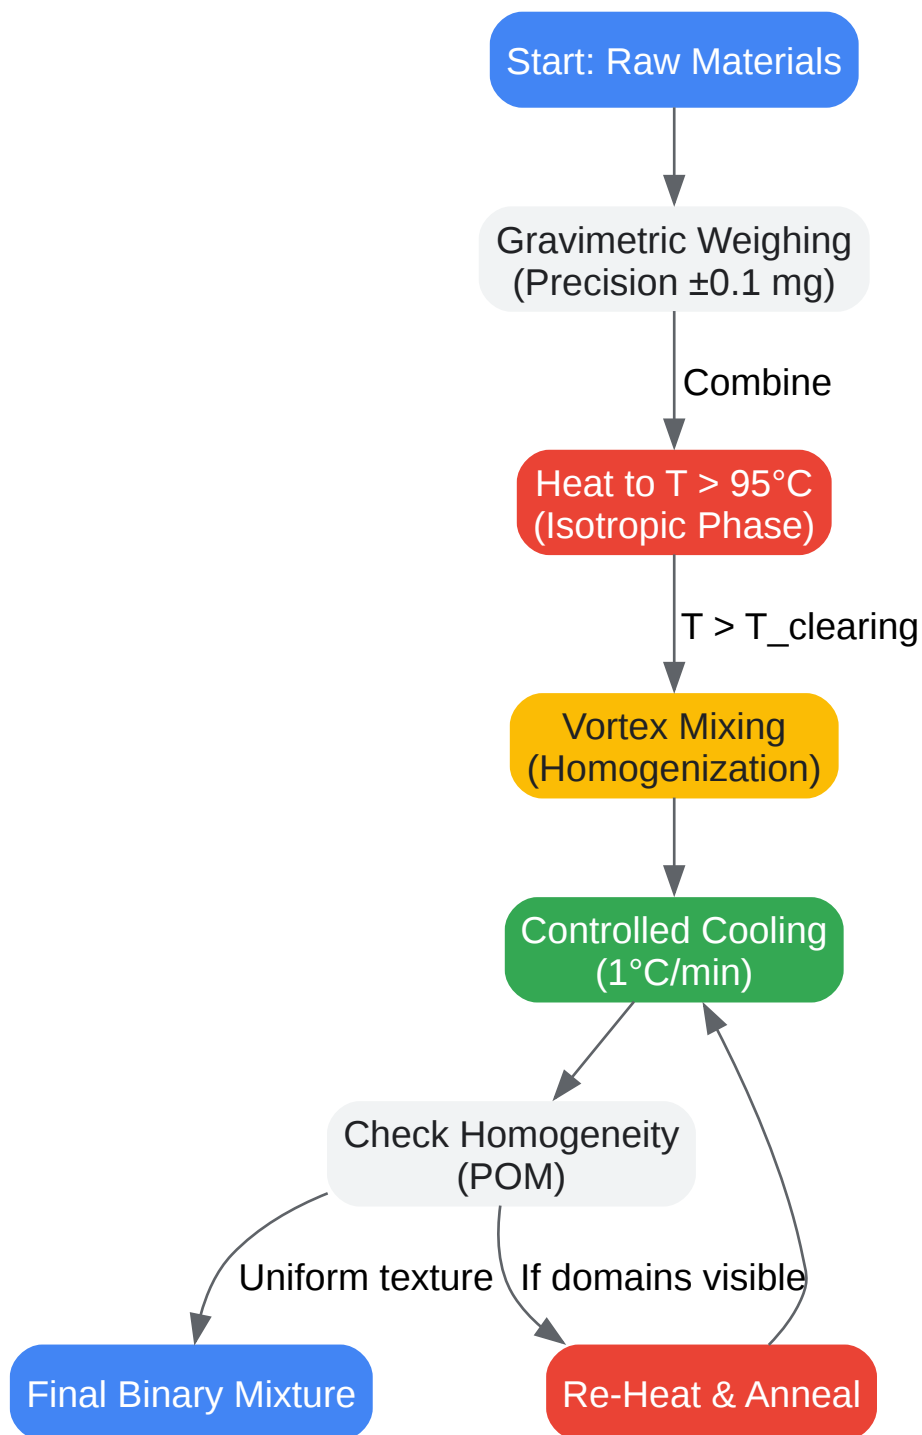 Start: Raw Materials
Gravimetric Weighing
(Precision ±0.1 mg)
Combine
Heat to T > 95°C
(Isotropic Phase)
T > T_clearing
Vortex Mixing
(Homogenization)
Controlled Cooling
(1°C/min)
Check Homogeneity
(POM)
Uniform texture
If domains visible
Final Binary Mixture
Re-Heat & Anneal